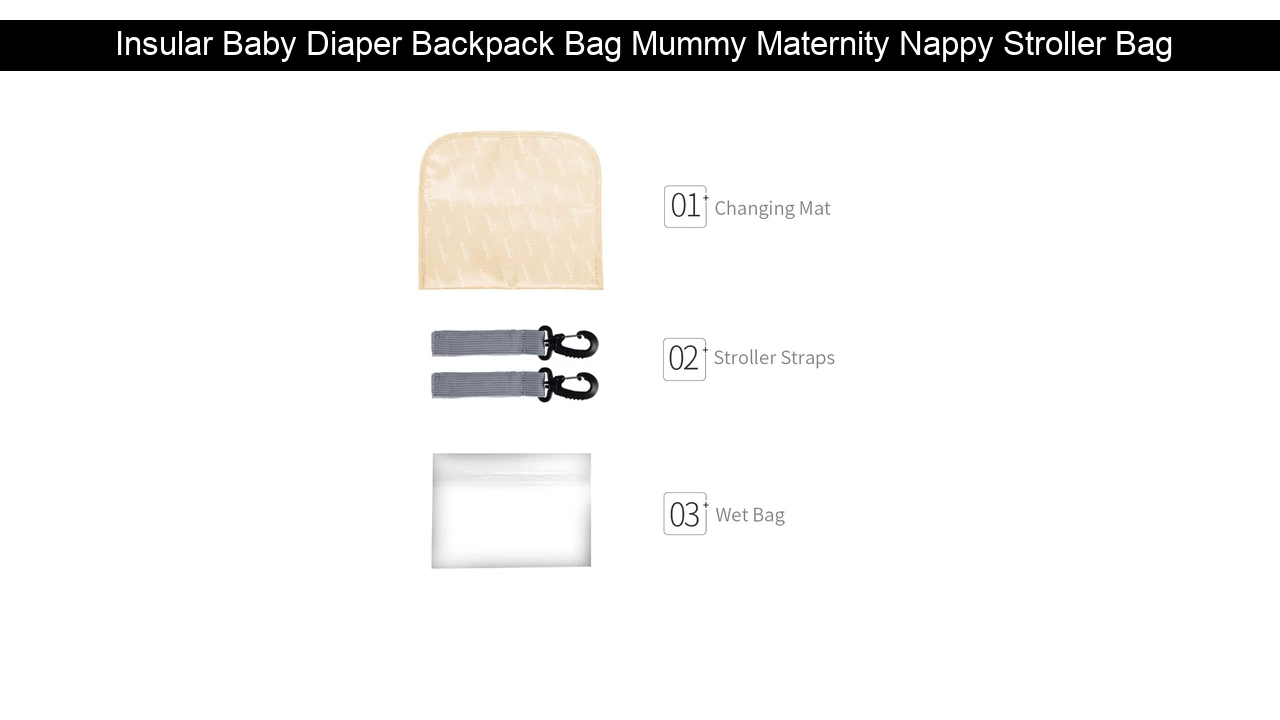 Insular Baby Diaper Backpack Bag Mummy Maternity Nappy Stroller Bag
01+ Changing Mat
02+ Stroller Straps
03+ Wet Bag